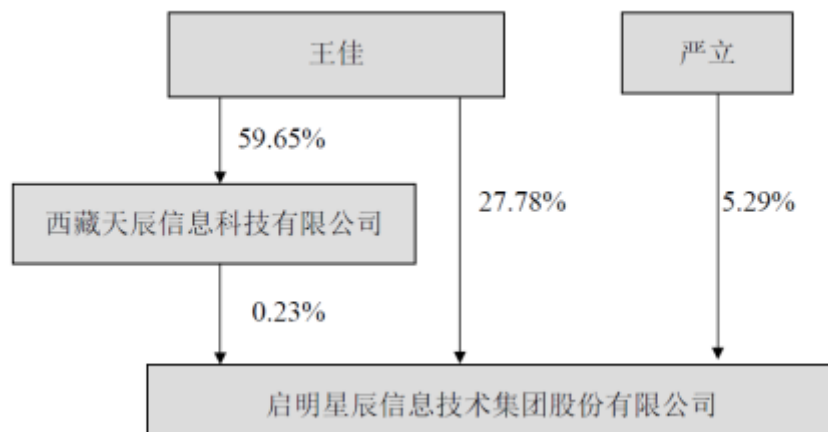 王佳
严立
59.65%
西藏天辰信息科技有限公司
27.78%
5.29%
0.23%
启明星辰信息技术集团股份有限公司